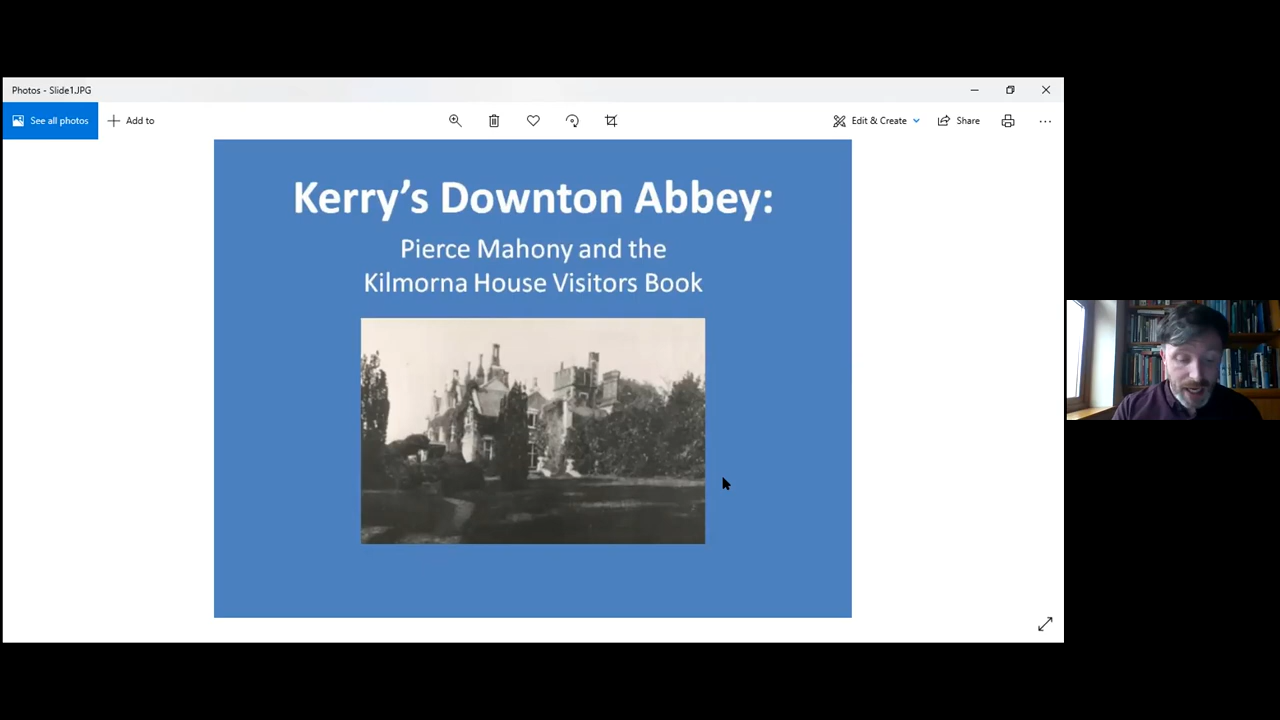 Photos - Slide1.JPG
See all photos
Add to
Edit & Create
Share
Kerry's Downton Abbey:
Pierce Mahony and the
Kilmorna House Visitors Book